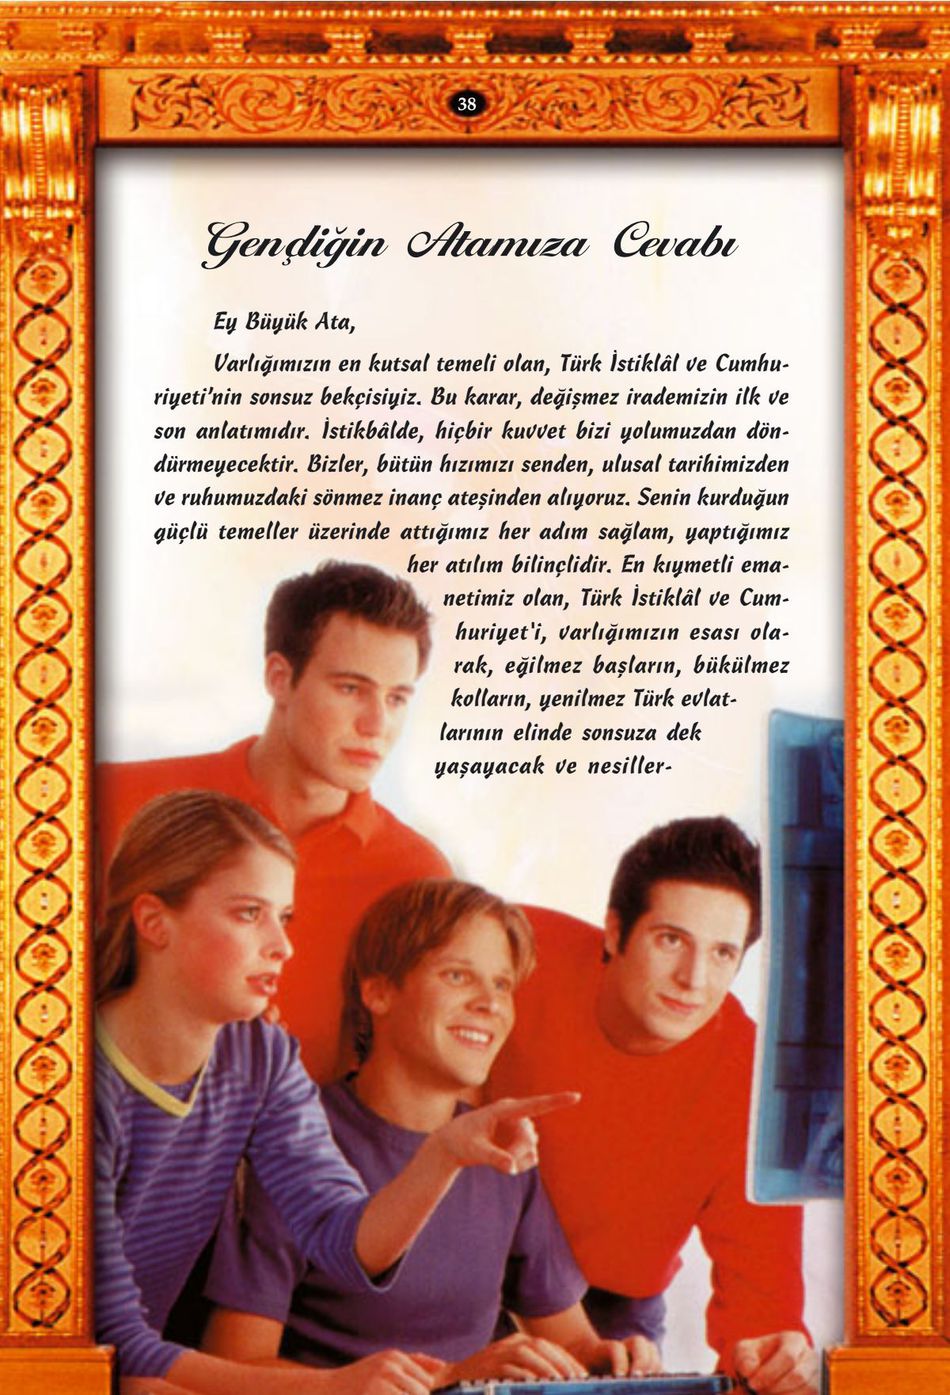 38
Gençliğin Atamıza Cevabı
Ey Büyük Ata,
Varlığımızın en kutsal temeli olan, Türk İstiklâl ve Cumhu-
riyeti'nin sonsuz bekçisiyiz. Bu karar, değişmez irademizin ilk ve
son anlatımıdır. İstikbâlde, hiçbir kuvvet bizi yolumuzdan dön-
dürmeyecektir. Bizler, bütün hızımızı senden, ulusal tarihimizden
ve ruhumuzdaki sönmez inanç ateşinden alıyoruz. Senin kurduğun
güçlü temeller üzerinde attığımız her adım sağlam, yaptığımız
her atılım bilinçlidir. En kıymetli ema-
netimiz olan, Türk İstiklâl ve Cum-
huriyet'i, varlığımızın esası ola-
rak, eğilmez başların, bükülmez
kolların, yenilmez Türk evlat-
larının elinde sonsuza dek
yaşayacak ve nesiller-